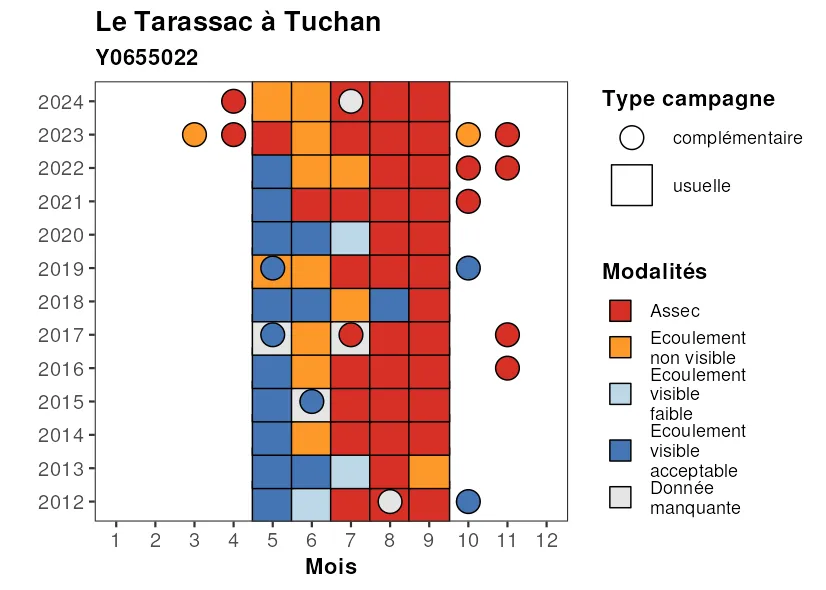 Le Tarassac à Tuchan
Y0655022
2024
2023
2022
2021
2020
2019
2018
2017
2016
2015
2014
2013
2012
1 2 3 4 5 6 7 8 9 10 11 12
Mois
Type campagne
complémentaire
usuelle
Modalités
Assec
Ecoulement
non visible
Ecoulement
visible
faible
Ecoulement
visible
acceptable
Donnée
manquante